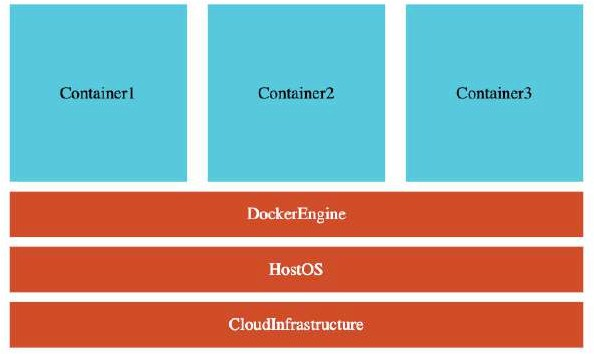 Container1
Container2
Container3
DockerEngine
HostOS
CloudInfrastructure